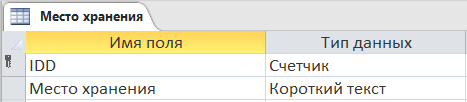 Место хранения
Имя поля Тип данных
IDD Счетчик
Место хранения Короткий текст